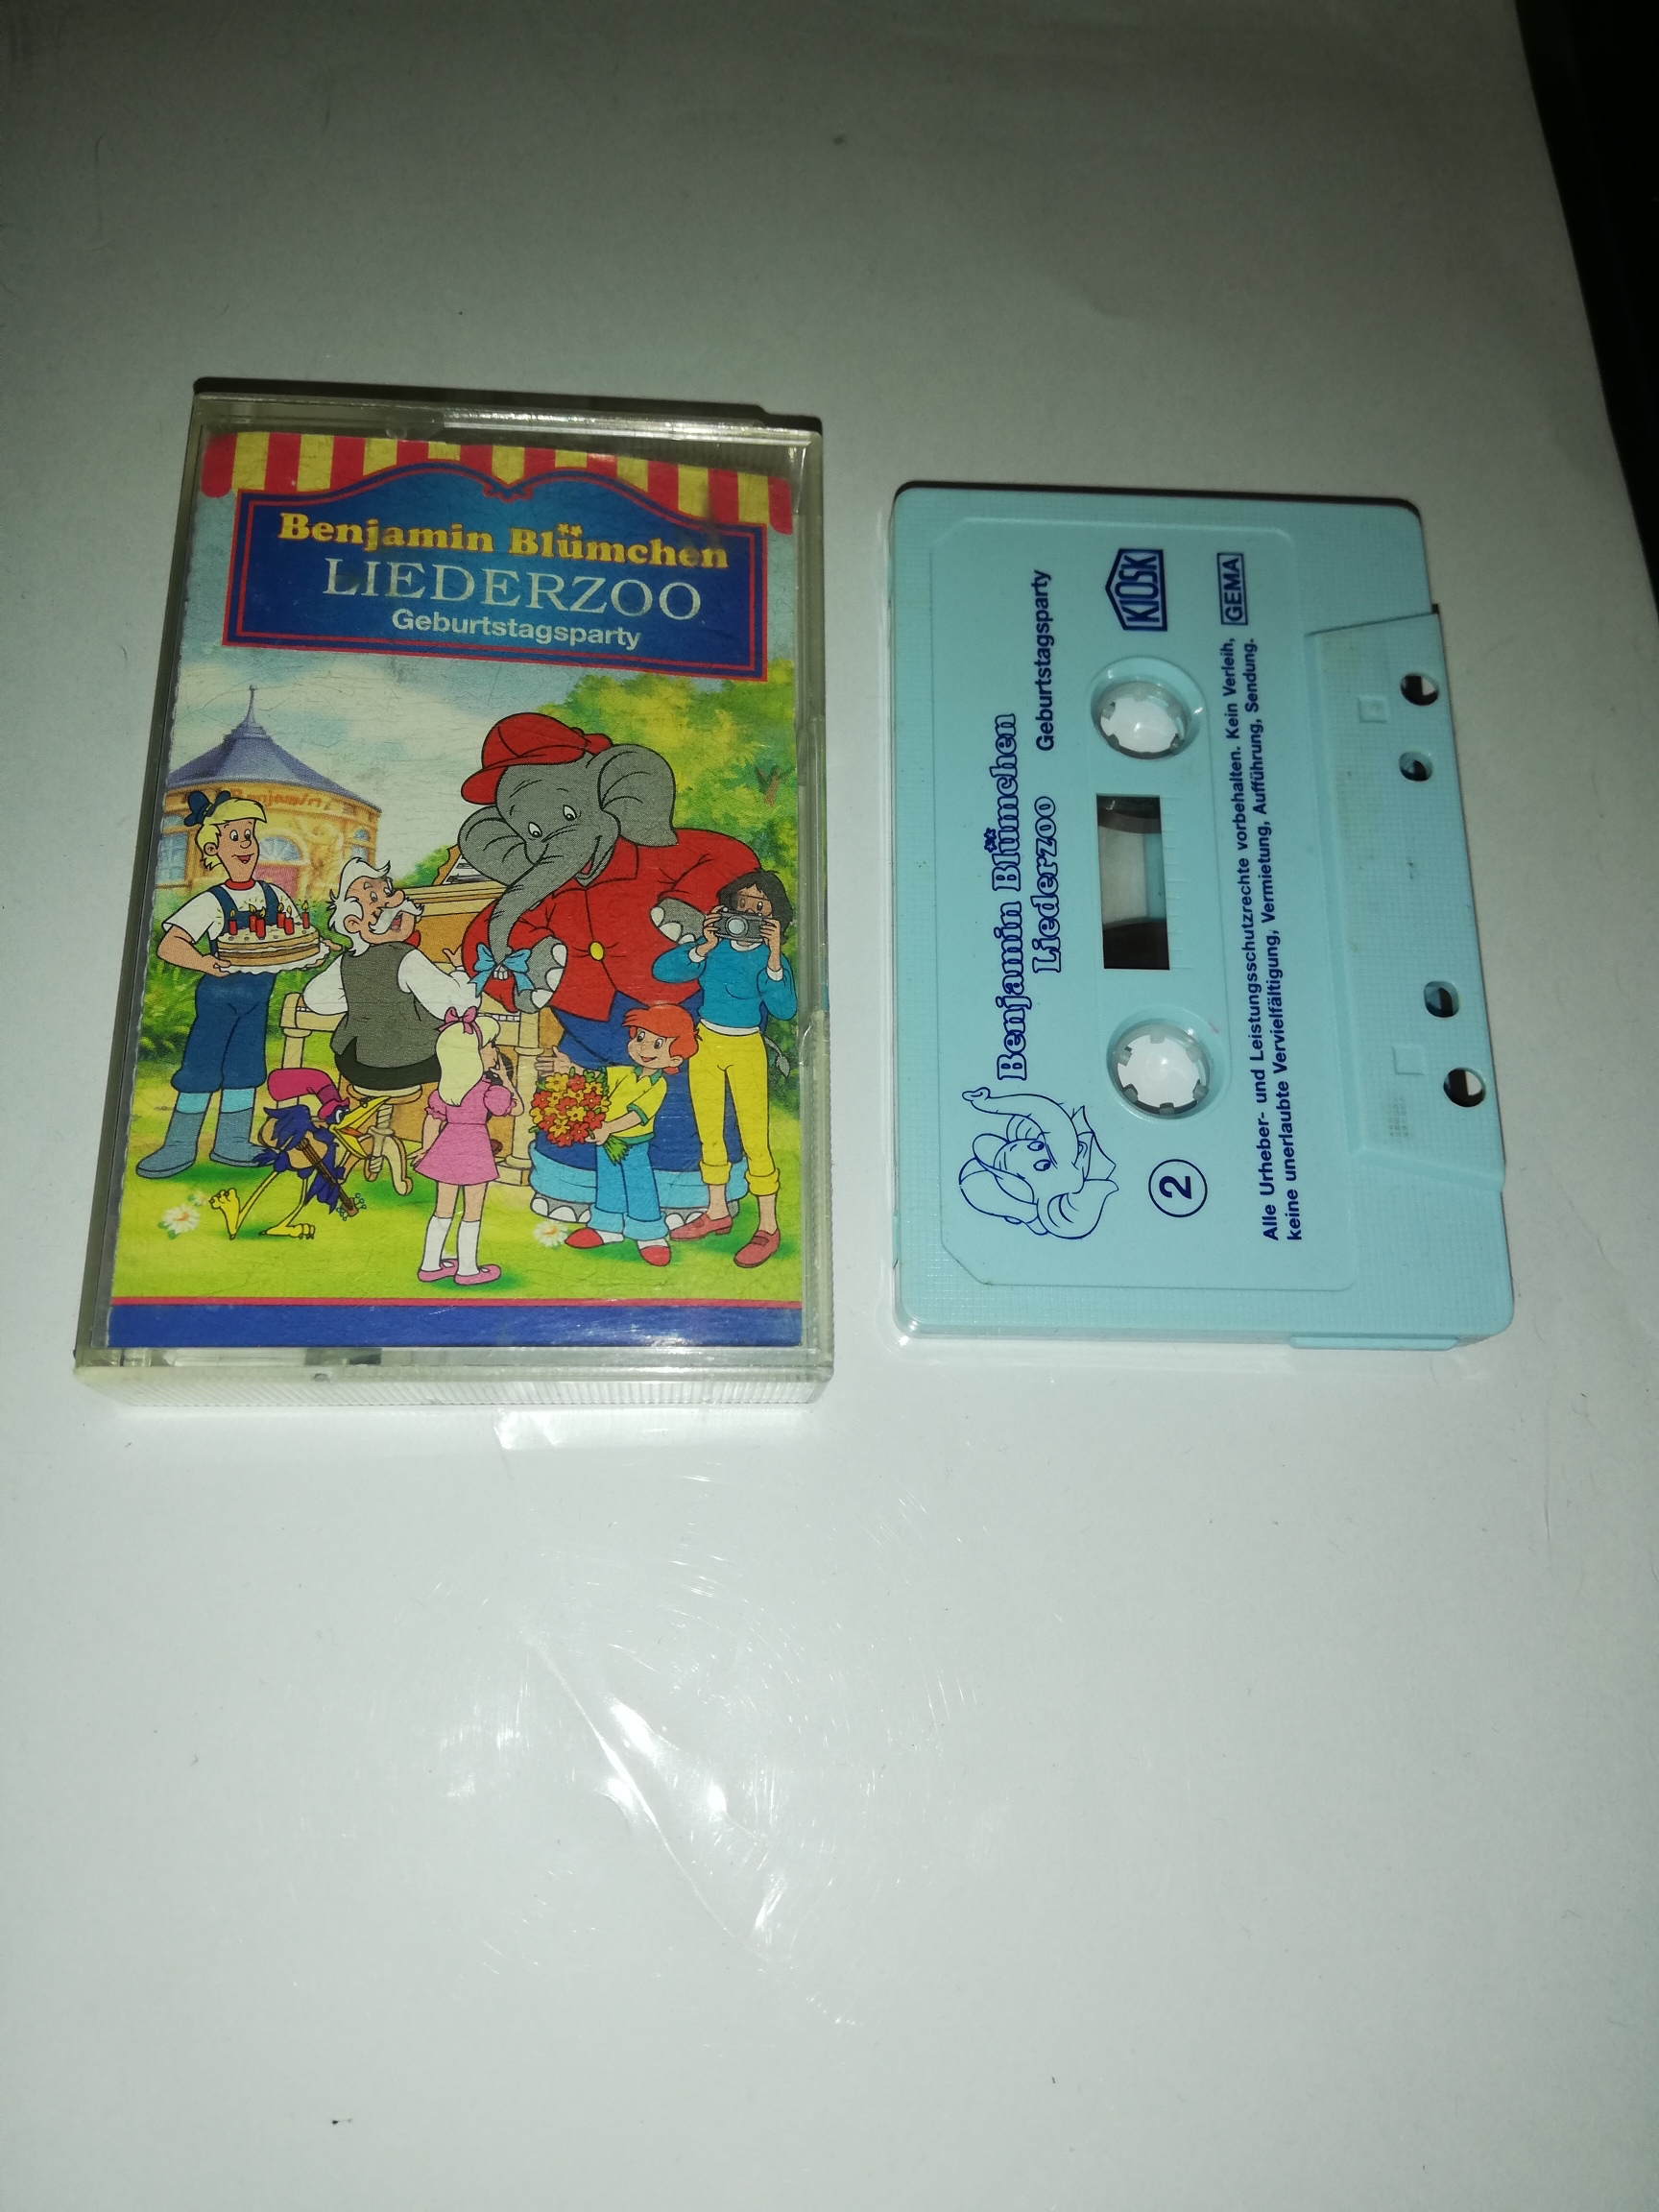 Benjamin Blümchen
LIEDERZOO
Geburtstagsparty
Benjamin
Benjamin Blümchen
Liederzoo
Geburtstagsparty
2
KIOSK
Alle Urheber- und Leistungsschutzrechte vorbehalten. Kein Verleih,
keine unerlaubte Vervielfältigung, Vermietung, Aufführung, Sendung.
GEMA